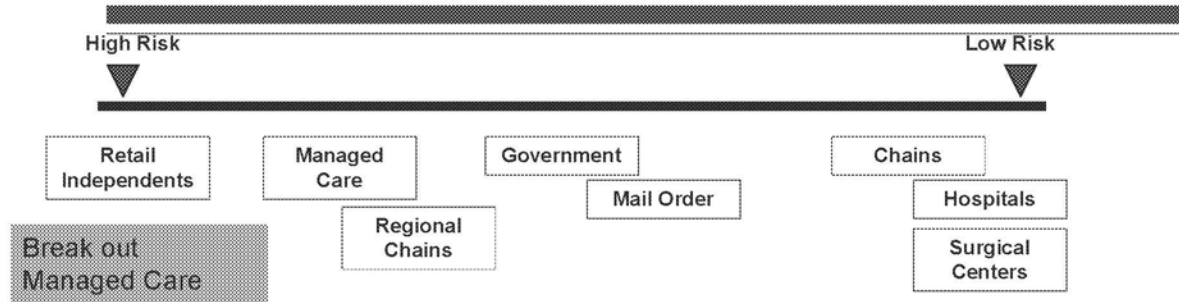 High Risk
Low Risk
Retail
Independents
Managed
Care
Government
Chains
Mail Order
Hospitals
Regional
Chains
Surgical
Centers
Break out
Managed Care